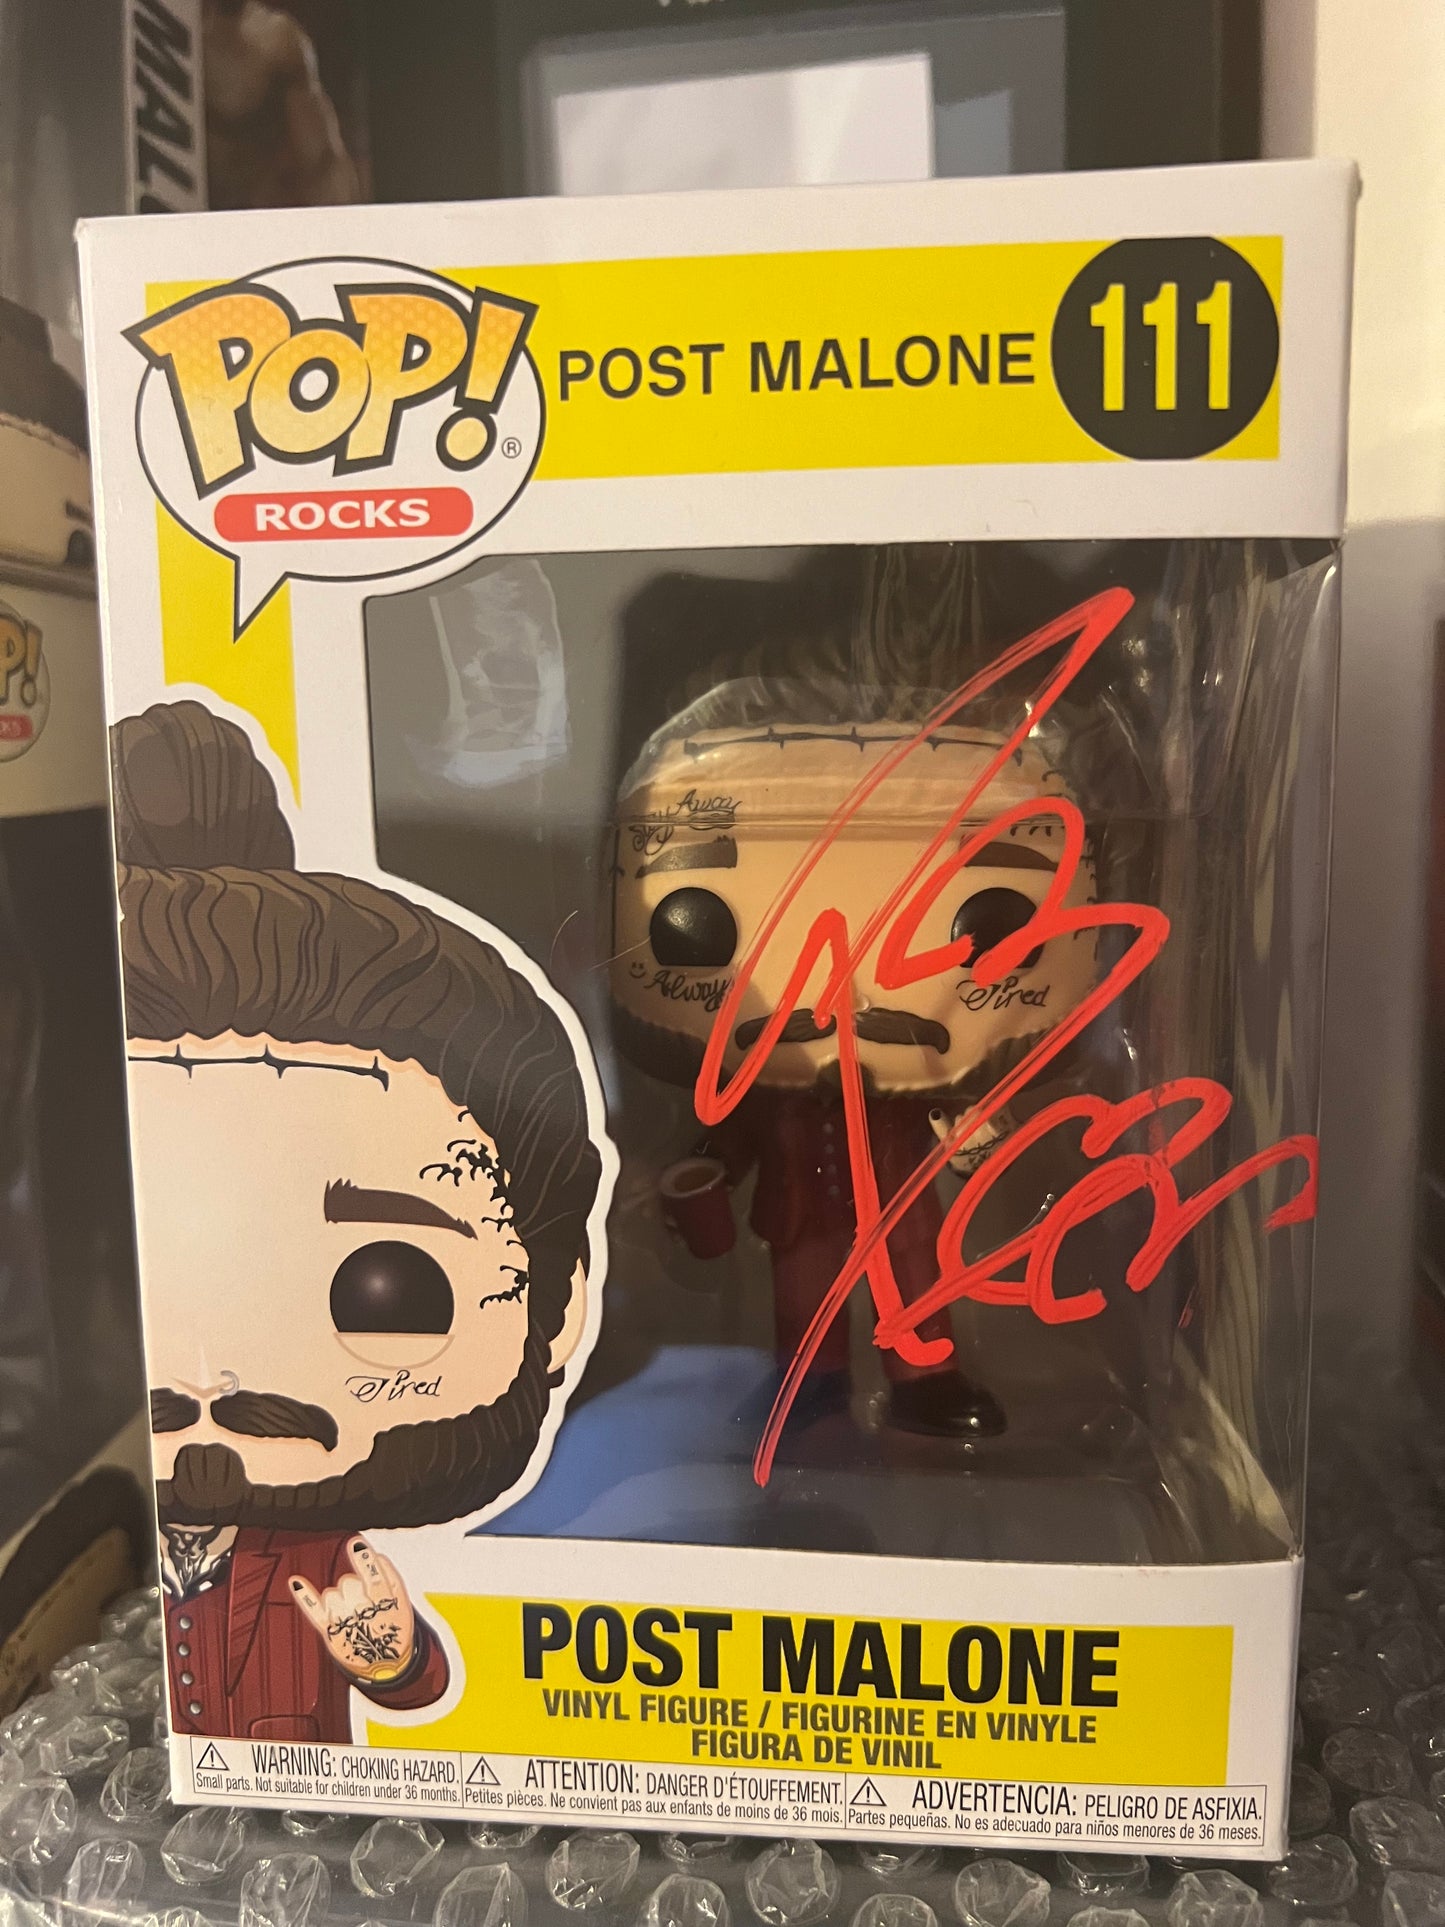 MAL
POP!®
ROCKS
POST MALONE
111
Away
Stay
Always
Tired
Tired
POST MALONE
VINYL FIGURE / FIGURINE EN VINYLE
FIGURA DE VINIL
WARNING: CHOKING HAZARD.
Small parts. Not suitable for children under 36 months.
ATTENTION: DANGER D'ÉTOUFFEMENT.
Petites pièces. Ne convient pas aux enfants de moins de 36 mois.
ADVERTENCIA: PELIGRO DE ASFIXIA.
Partes pequeñas. No es adecuado para niños menores de 36 meses.